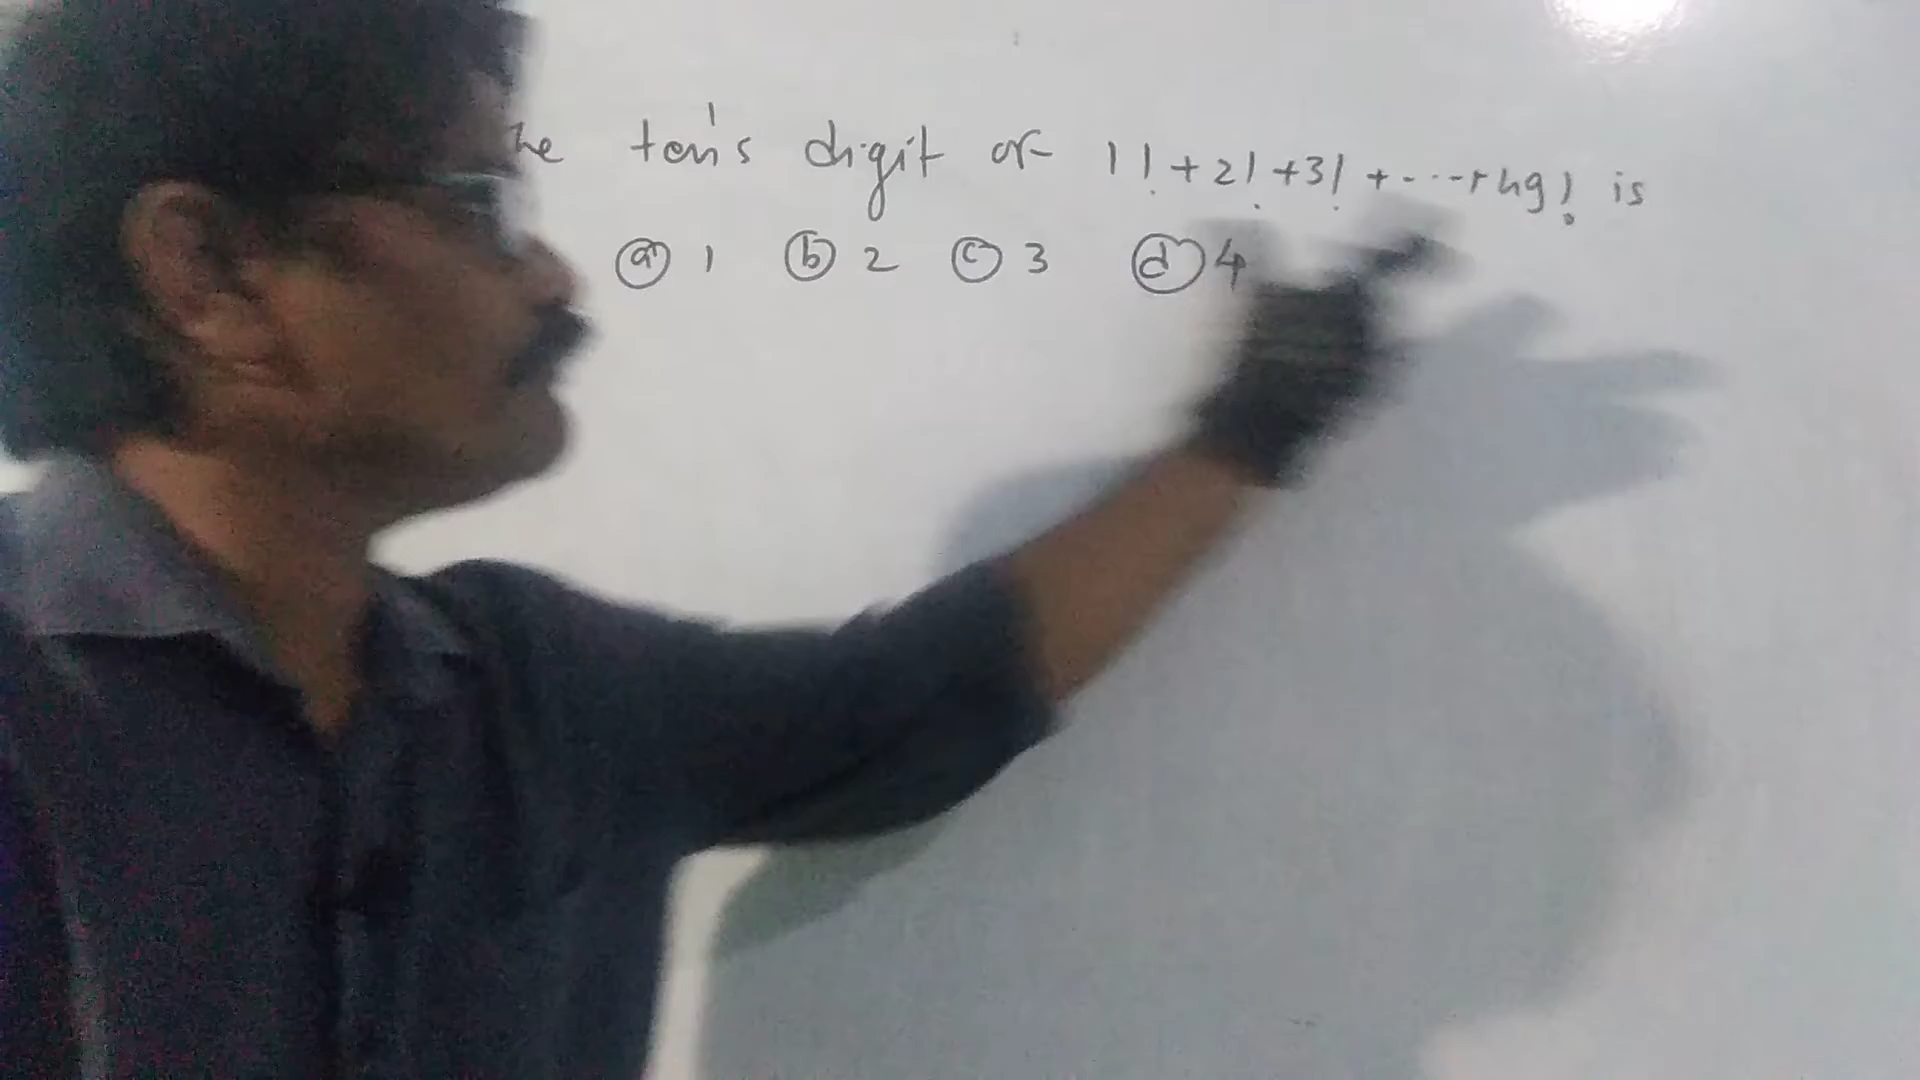 he ten's digit of 1! + 2! + 3! + ---+ 49! is
(a) 1 (b) 2 (c) 3 (d) 4